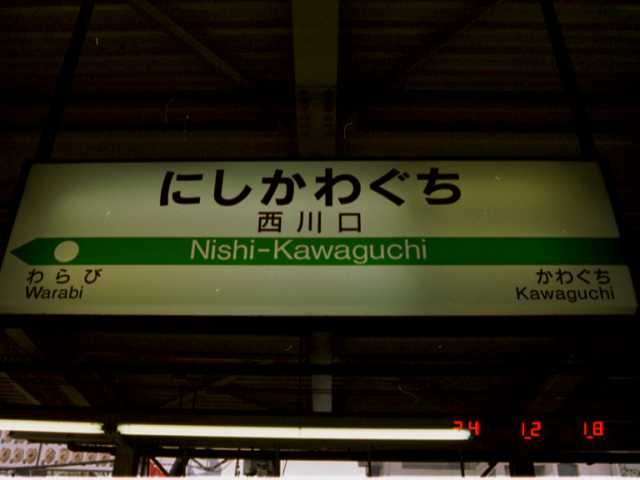 にしかわぐち
西川口
Nishi-Kawaguchi
わらび
Warabi
かわぐち
Kawaguchi
24 12 18